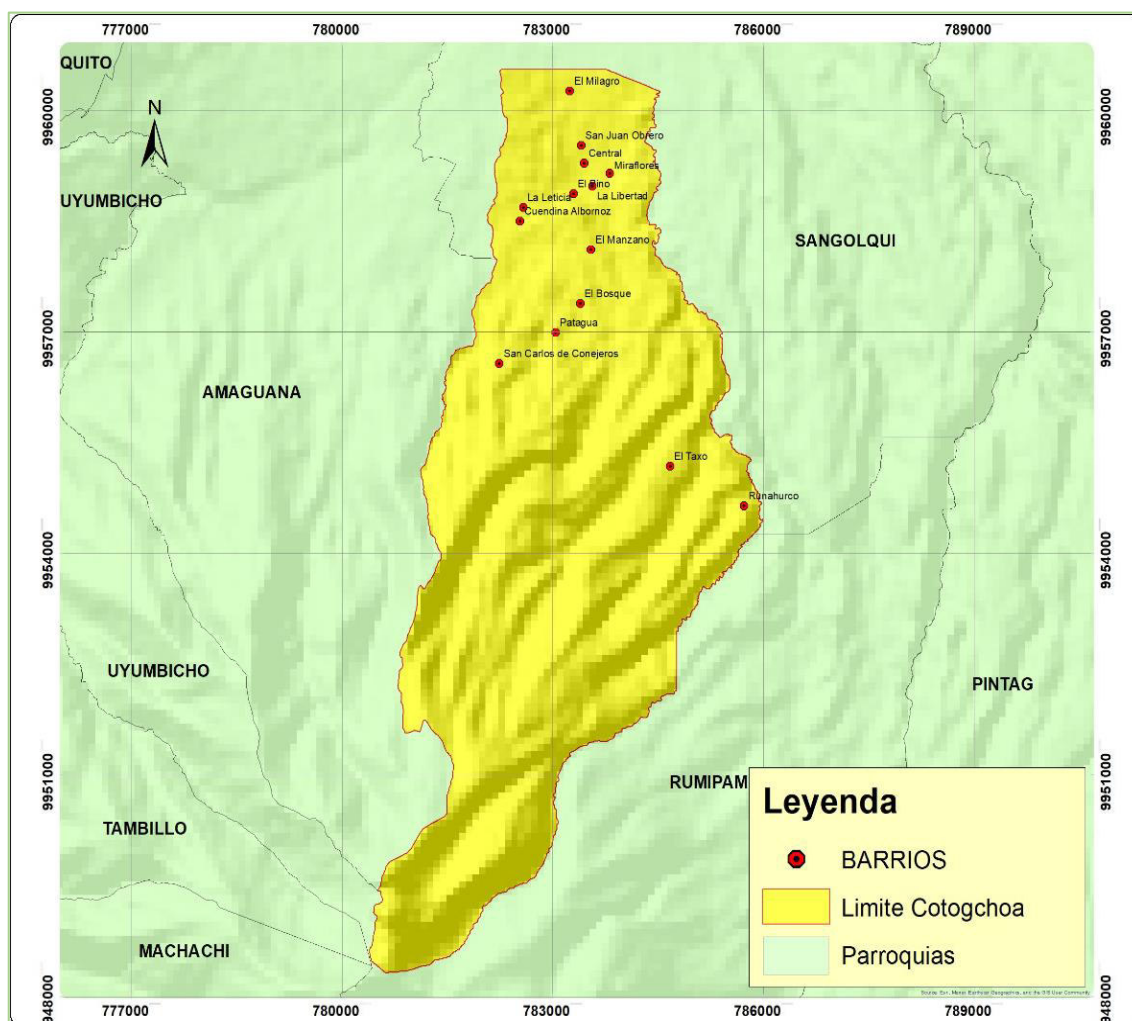 777000 780000 783000 786000 789000
QUITO
N
El Milagro
9960000 9960000
San Juan Obrero
Central
Miraflores
El Pino
UYUMBICHO
La Leticia
La Libertad
Cuendina Albornoz
SANGOLQUI
El Manzano
El Bosque
Patagua
9957000 9957000
San Carlos de Conejeros
AMAGUANA
El Taxo
Runahurco
9954000 9954000
UYUMBICHO
PINTAG
9951000 9951000
RUMIPAM
Leyenda
TAMBILLO
BARRIOS
Limite Cotogchoa
MACHACHI
Parroquias
948000 948000
777000 780000 783000 786000 789000